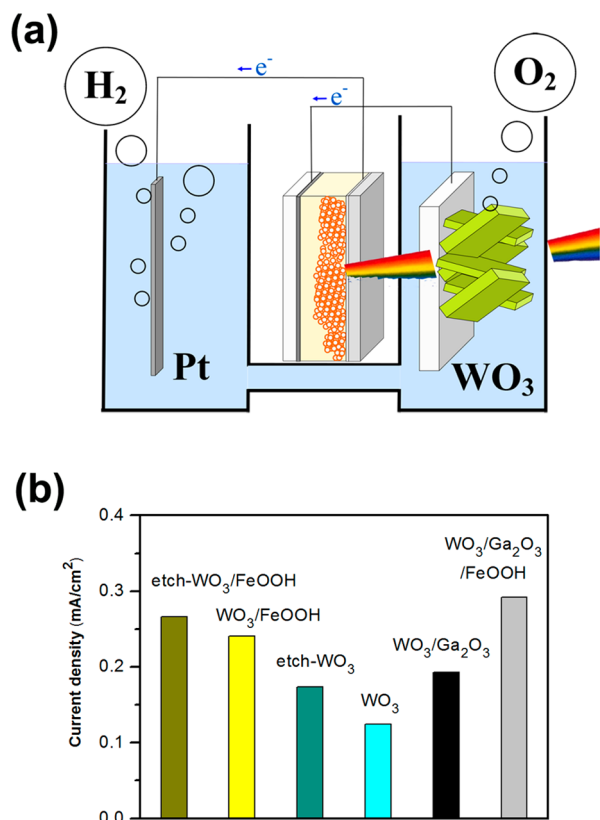 (a)
H₂
e⁻
e⁻
O₂
Pt
WO₃
(b)
Current density (mA/cm²)
0.4
0.3
0.2
0.1
0.0
etch-WO₃/FeOOH
WO₃/FeOOH
etch-WO₃
WO₃
WO₃/Ga₂O₃
WO₃/Ga₂O₃
/FeOOH